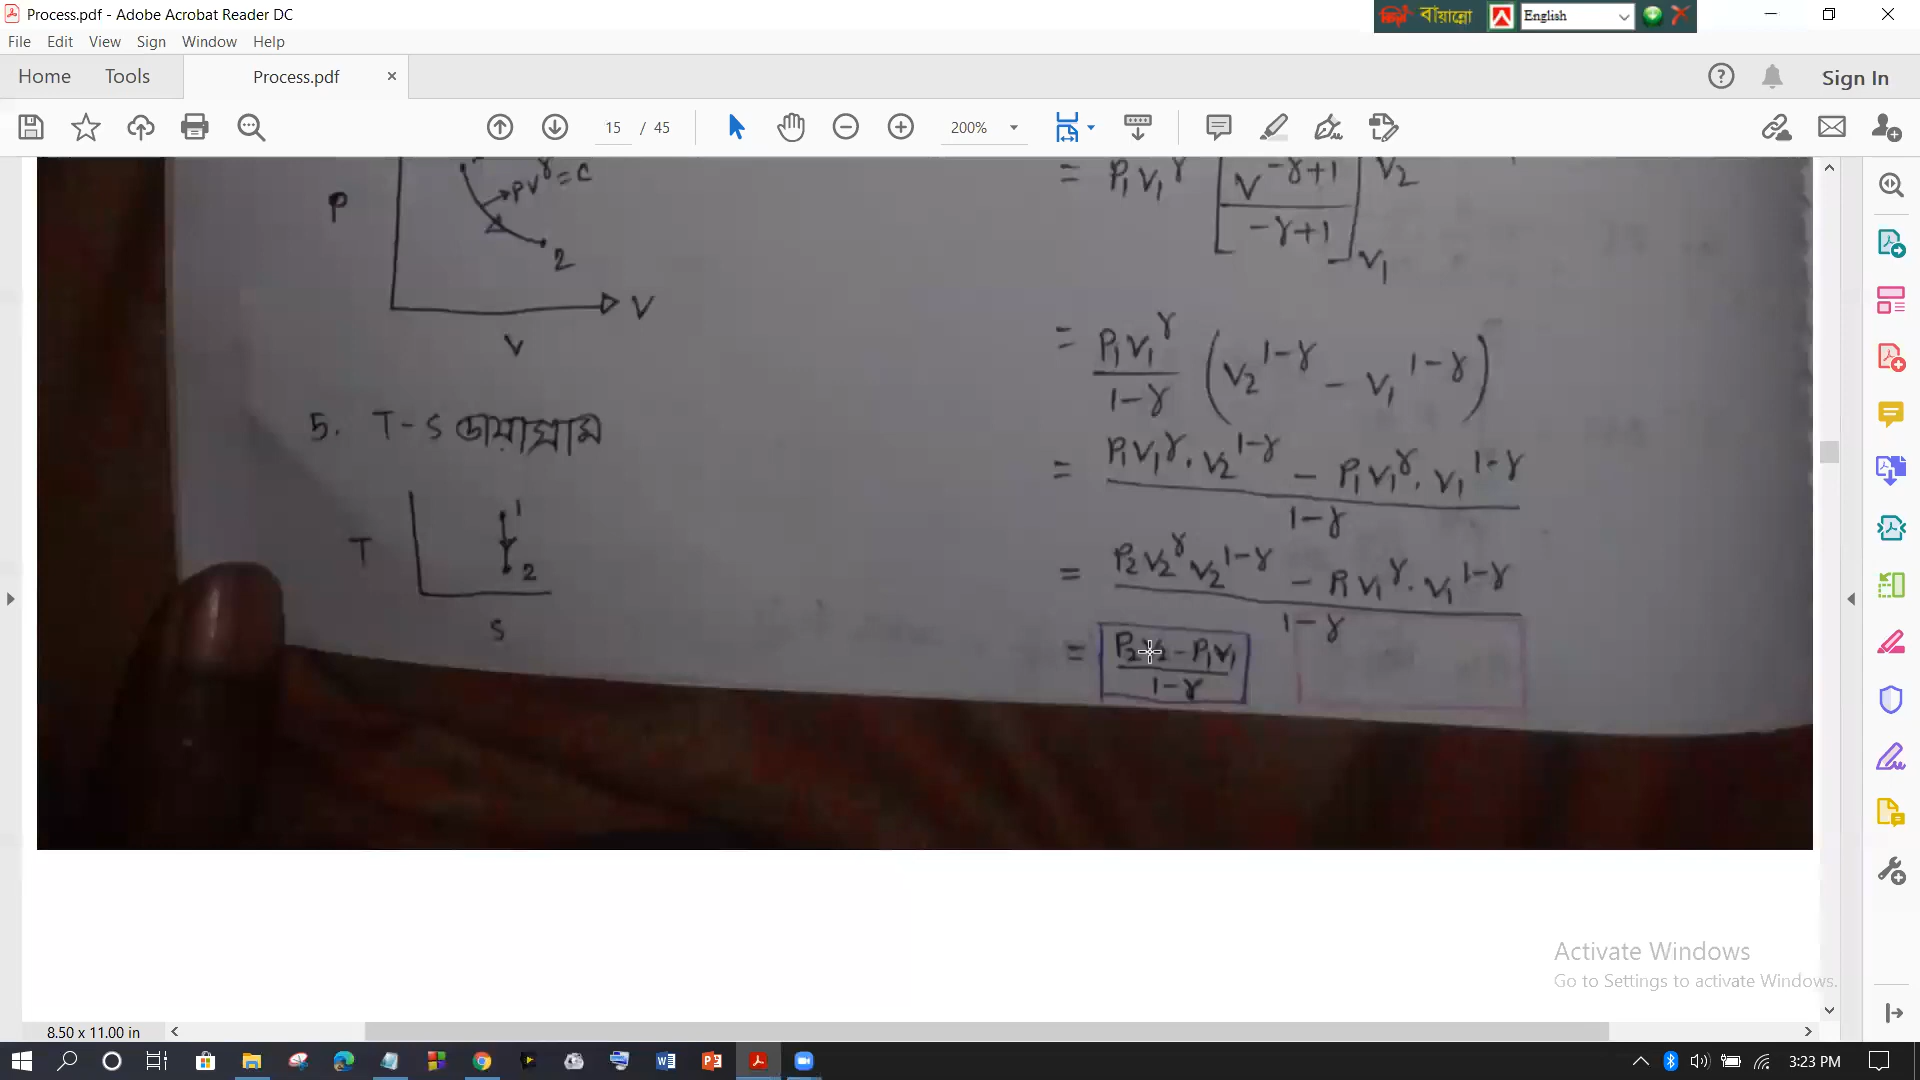 Process.pdf - Adobe Acrobat Reader DC
বায়ান্নো English
File Edit View Sign Window Help
Home Tools Process.pdf × Sign In
15 / 45 200%
P
PV^γ = C
2
V
V
5. T-S ডায়াগ্রাম
T
1
2
S
= P₁V₁^γ [V^(-γ+1) / (-γ+1)] V₂ V₁
= P₁V₁^γ / (1-γ) (V₂^(1-γ) - V₁^(1-γ))
= (P₁V₁^γ . V₂^(1-γ) - P₁V₁^γ . V₁^(1-γ)) / (1-γ)
= (P₂V₂^γ V₂^(1-γ) - P₁V₁^γ . V₁^(1-γ)) / (1-γ)
= (P₂V₂ - P₁V₁) / (1-γ)
Activate Windows
Go to Settings to activate Windows.
8.50 x 11.00 in
3:23 PM